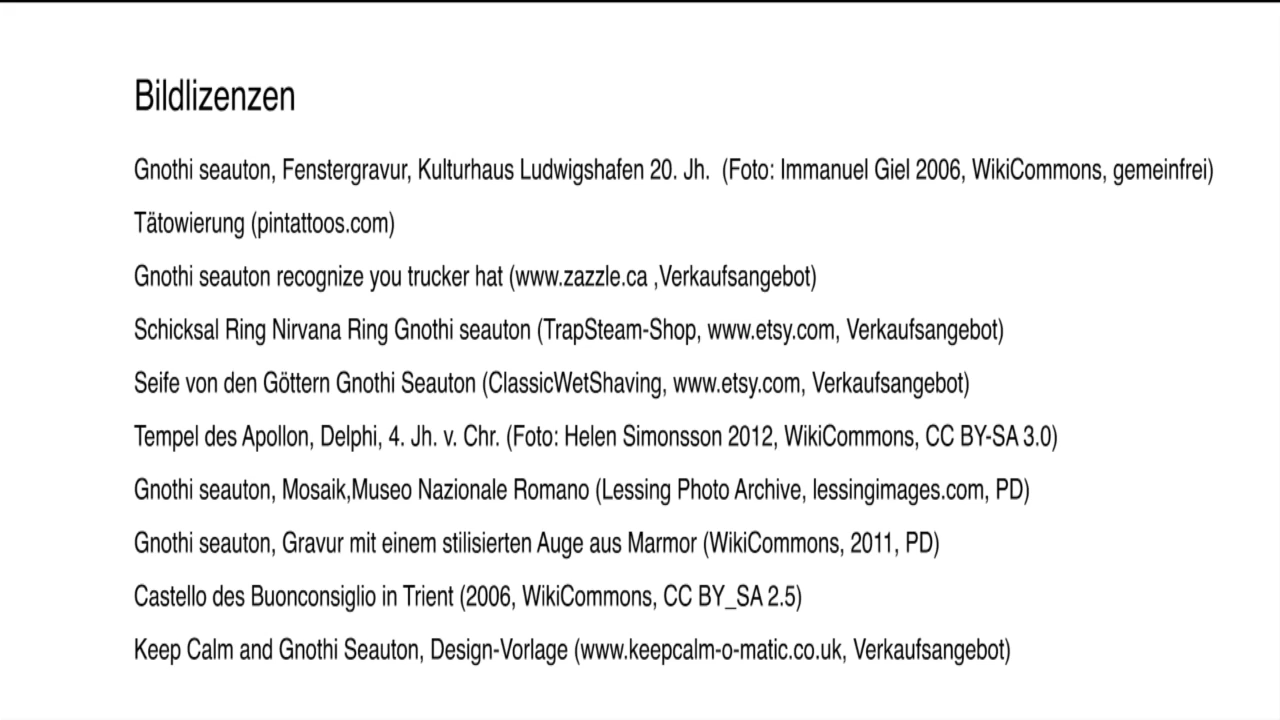 Bildlizenzen
Gnothi seauton, Fenstergravur, Kulturhaus Ludwigshafen 20. Jh.  (Foto: Immanuel Giel 2006, WikiCommons, gemeinfrei)
Tätowierung (pintattoos.com)
Gnothi seauton recognize you trucker hat (www.zazzle.ca ,Verkaufsangebot)
Schicksal Ring Nirvana Ring Gnothi seauton (TrapSteam-Shop, www.etsy.com, Verkaufsangebot)
Seife von den Göttern Gnothi Seauton (ClassicWetShaving, www.etsy.com, Verkaufsangebot)
Tempel des Apollon, Delphi, 4. Jh. v. Chr. (Foto: Helen Simonsson 2012, WikiCommons, CC BY-SA 3.0)
Gnothi seauton, Mosaik,Museo Nazionale Romano (Lessing Photo Archive, lessingimages.com, PD)
Gnothi seauton, Gravur mit einem stilisierten Auge aus Marmor (WikiCommons, 2011, PD)
Castello des Buonconsiglio in Trient (2006, WikiCommons, CC BY_SA 2.5)
Keep Calm and Gnothi Seauton, Design-Vorlage (www.keepcalm-o-matic.co.uk, Verkaufsangebot)